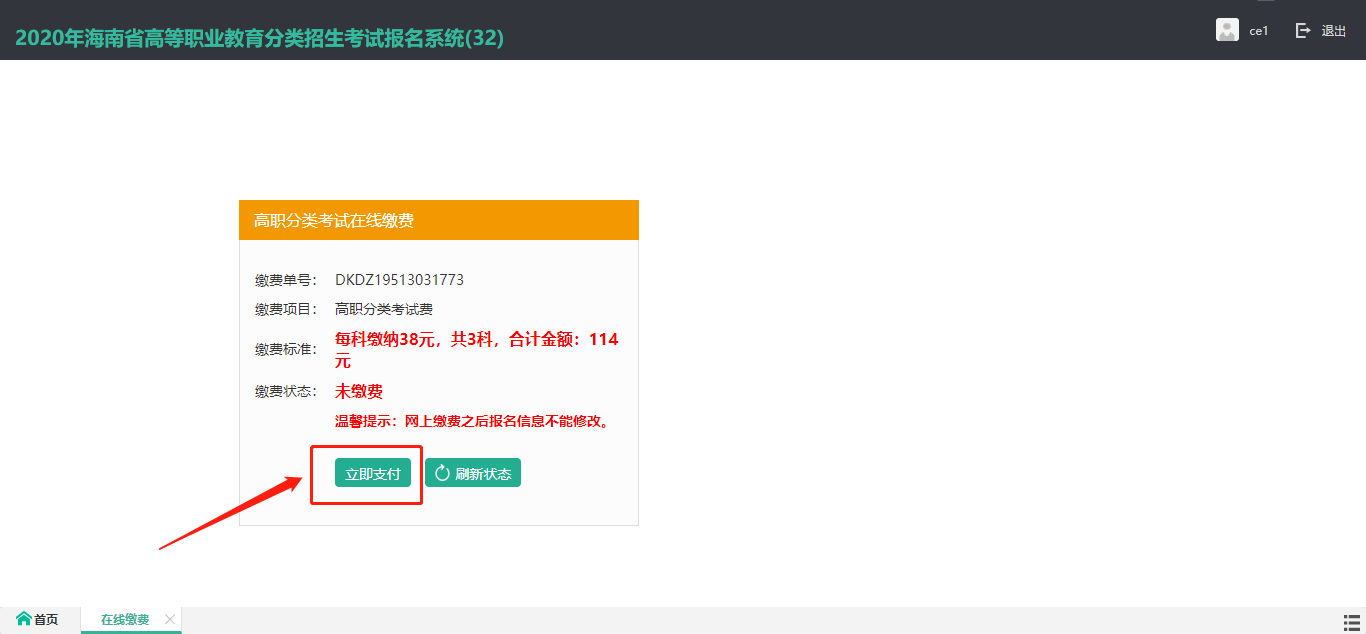 2020年海南省高等职业教育分类招生考试报名系统(32)
ce1
退出
高职分类考试在线缴费
缴费单号： DKDZ19513031773
缴费项目： 高职分类考试费
缴费标准： 每科缴纳38元，共3科，合计金额：114
元
缴费状态： 未缴费
温馨提示：网上缴费之后报名信息不能修改。
立即支付 刷新状态
首页 在线缴费